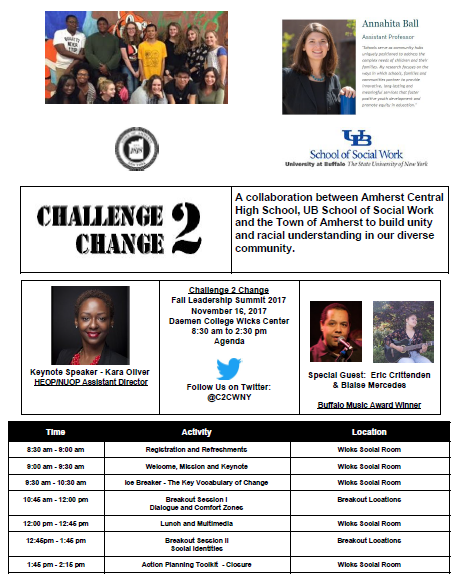 Annahita Ball
Assistant Professor
"Schools serve as community hubs
uniquely positioned to address the
complex needs of children and their
families. My research focuses on the
ways in which schools, families and
communities partner to provide
innovative, long-lasting and
meaningful services that foster
positive youth development and
promote equity in education."
UB
School of Social Work
University at Buffalo The State University of New York
CHALLENGE 2
CHANGE
A collaboration between Amherst Central
High School, UB School of Social Work
and the Town of Amherst to build unity
and racial understanding in our diverse
community.
Keynote Speaker - Kara Oliver
HEOP/NUOP Assistant Director
Challenge 2 Change
Fall Leadership Summit 2017
November 16, 2017
Daemen College Wicks Center
8:30 am to 2:30 pm
Agenda
Follow Us on Twitter:
@C2CWNY
Special Guest: Eric Crittenden
& Blaise Mercedes
Buffalo Music Award Winner
Time Activity Location
8:30 am - 9:00 am Registration and Refreshments Wicks Social Room
9:00 am - 9:30 am Welcome, Mission and Keynote Wicks Social Room
9:30 am - 10:30 am Ice Breaker - The Key Vocabulary of Change Wicks Social Room
10:45 am - 12:00 pm Breakout Session I Breakout Locations
Dialogue and Comfort Zones
12:00 pm - 12:45 pm Lunch and Multimedia Wicks Social Room
12:45pm - 1:45 pm Breakout Session II Breakout Locations
Social Identities
1:45 pm - 2:15 pm Action Planning Toolkit - Closure Wicks Social Room